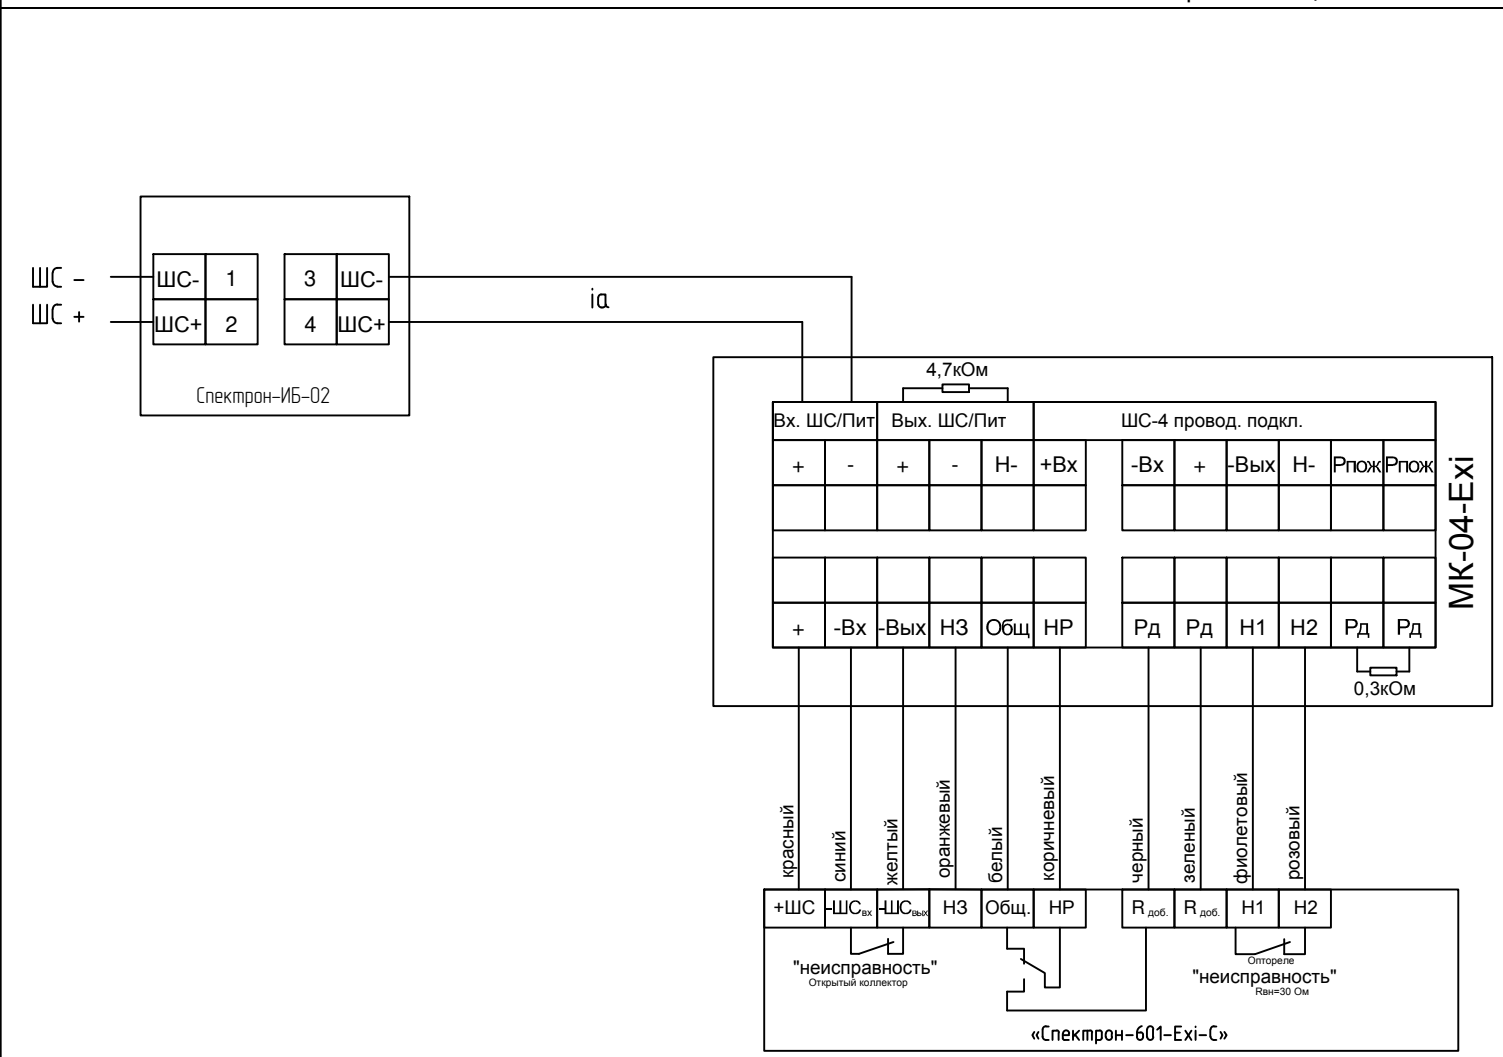 ШС -
ШС- 1 3 ШС-
ШС +
ШС+ 2 4 ШС+
ia
Спектрон-ИБ-02
4,7кОм
Вх. ШС/Пит Вых. ШС/Пит ШС-4 провод. подкл.
+ - + - Н- +Вх -Вх + -Вых Н- Рпож Рпож
МК-04-Exi
+ -Вх -Вых НЗ Общ НР Рд Рд Н1 Н2 Рд Рд
0,3кОм
красный
синий
желтый
оранжевый
белый
коричневый
черный
зеленый
фиолетовый
розовый
+ШС -ШСвх -ШСвых НЗ Общ. НР R доб. R доб. Н1 Н2
"неисправность"
Открытый коллектор
Оптореле
"неисправность"
Rвн=30 Ом
«Спектрон-601-Exi-С»